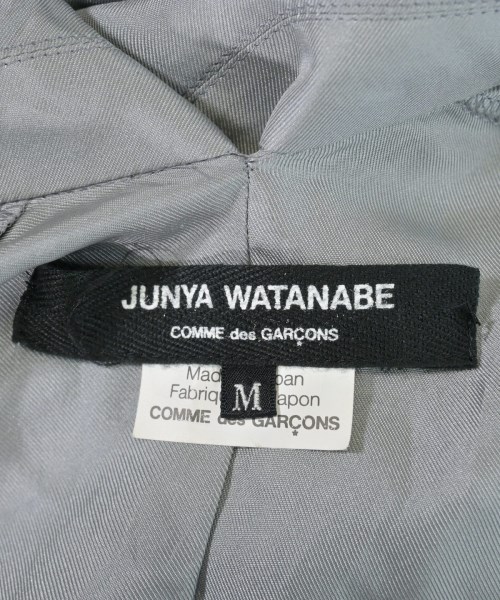 JUNYA WATANABE
COMME des GARÇONS
M
COMME des GARÇONS